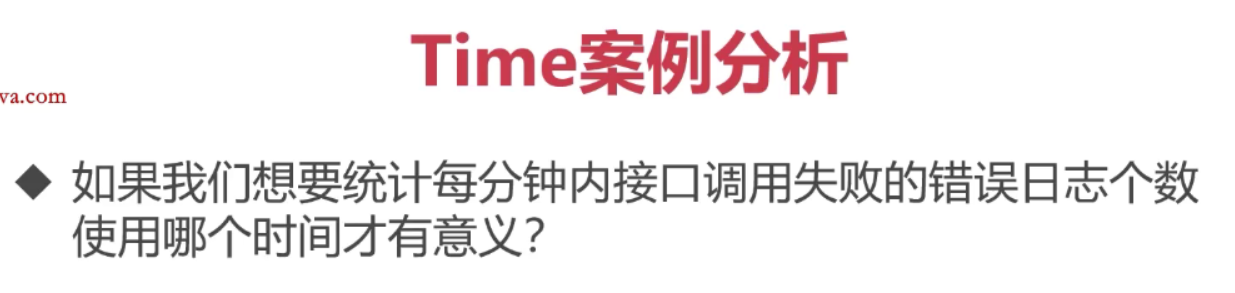 Time案例分析
va.com
如果我们想要统计每分钟内接口调用失败的错误日志个数
使用哪个时间才有意义？